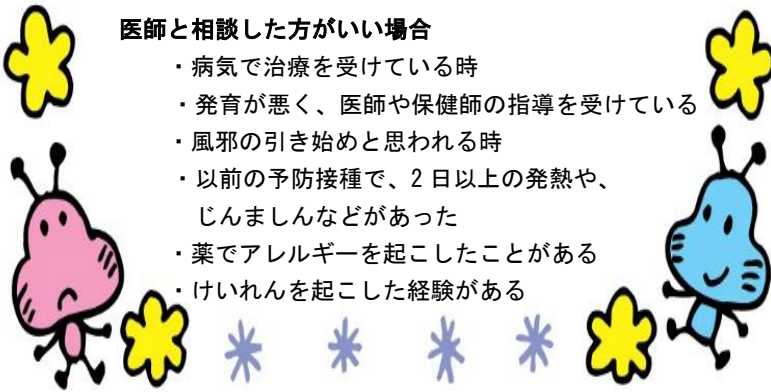 医師と相談した方がいい場合
・病気で治療を受けている時
・発育が悪く、医師や保健師の指導を受けている
・風邪の引き始めと思われる時
・以前の予防接種で、2日以上の発熱や、
じんましんなどがあった
・薬でアレルギーを起こしたことがある
・けいれんを起こした経験がある